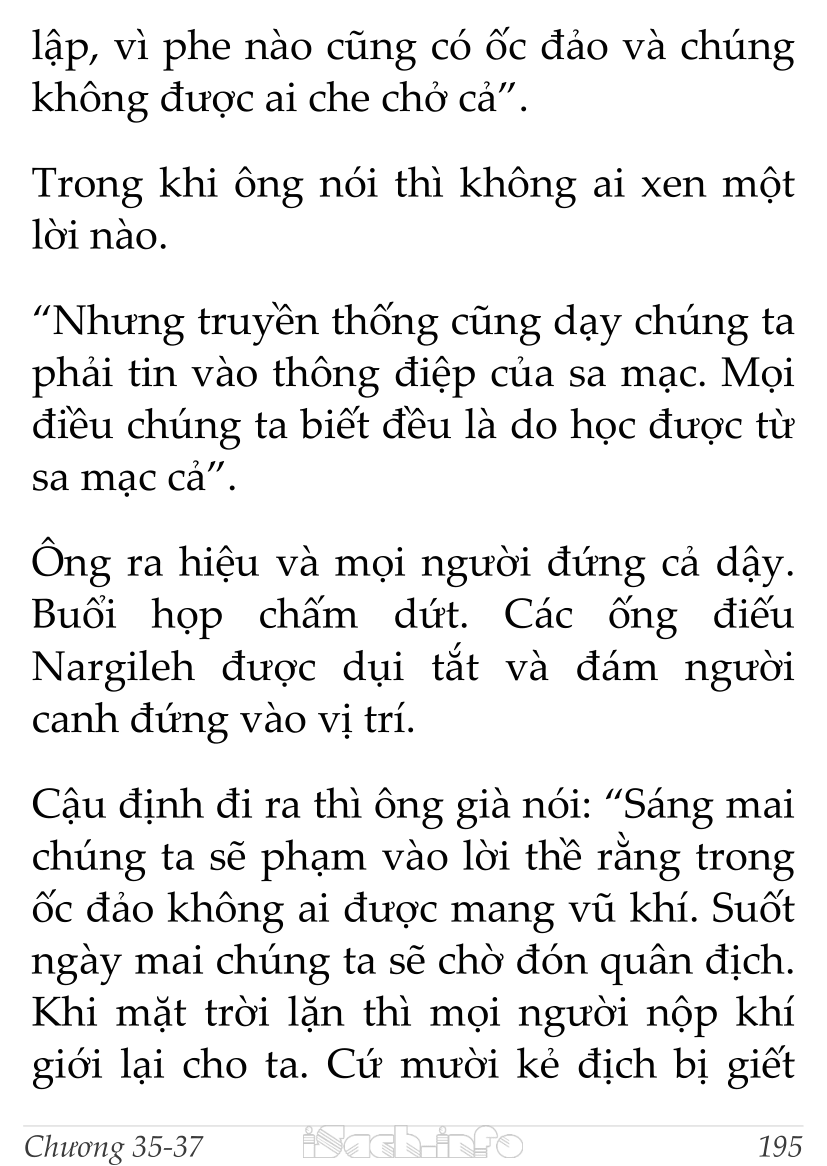 lập, vì phe nào cũng có ốc đảo và chúng
không được ai che chở cả”.
Trong khi ông nói thì không ai xen một
lời nào.
“Nhưng truyền thống cũng dạy chúng ta
phải tin vào thông điệp của sa mạc. Mọi
điều chúng ta biết đều là do học được từ
sa mạc cả”.
Ông ra hiệu và mọi người đứng cả dậy.
Buổi họp chấm dứt. Các ống điếu
Nargileh được dụi tắt và đám người
canh đứng vào vị trí.
Cậu định đi ra thì ông già nói: “Sáng mai
chúng ta sẽ phạm vào lời thề rằng trong
ốc đảo không ai được mang vũ khí. Suốt
ngày mai chúng ta sẽ chờ đón quân địch.
Khi mặt trời lặn thì mọi người nộp khí
giới lại cho ta. Cứ mười kẻ địch bị giết
Chương 35-37 iSach.info 195